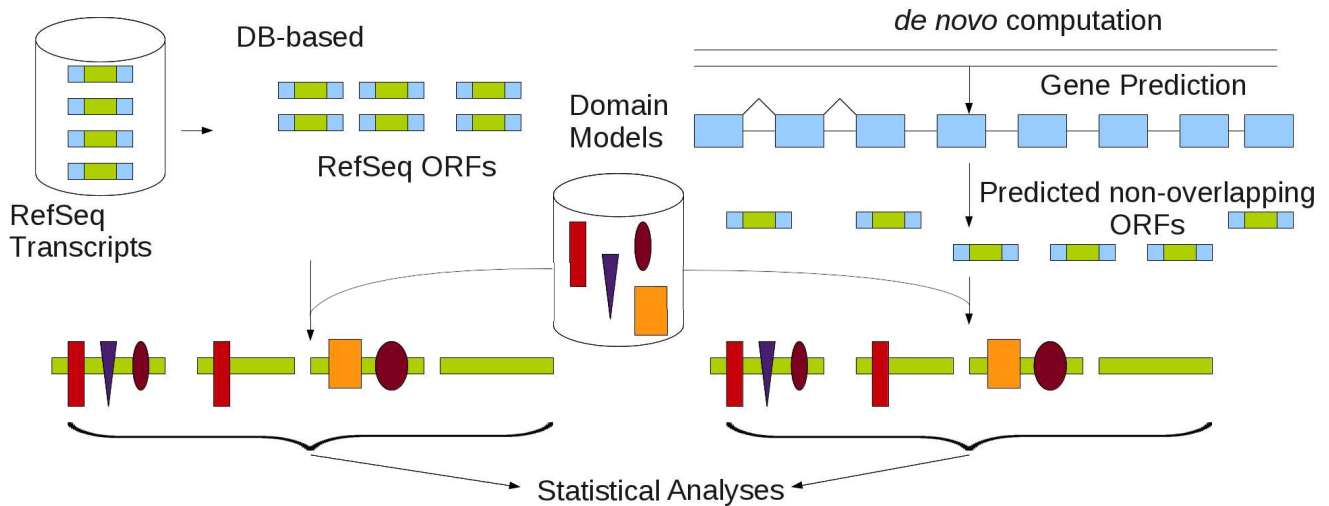 DB-based
de novo computation
Gene Prediction
Domain
Models
RefSeq ORFs
RefSeq
Transcripts
Predicted non-overlapping
ORFs
Statistical Analyses